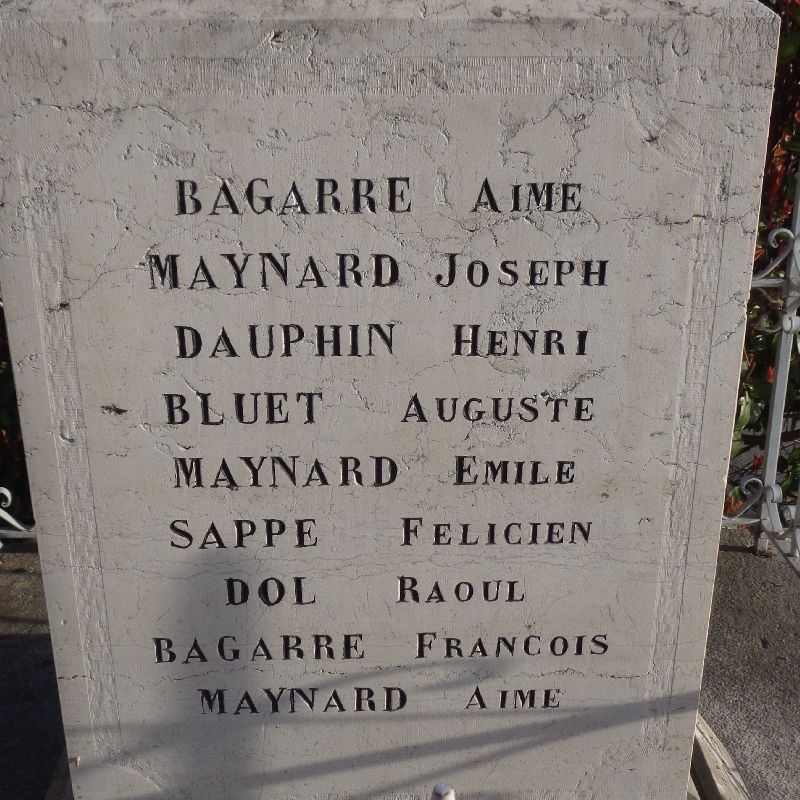 BAGARRE AIME
MAYNARD JOSEPH
DAUPHIN HENRI
BLUET AUGUSTE
MAYNARD EMILE
SAPPE FELICIEN
DOL RAOUL
BAGARRE FRANCOIS
MAYNARD AIME